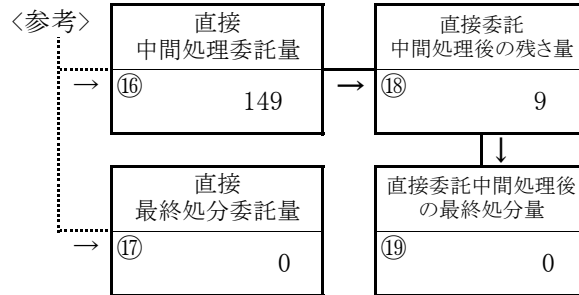 〈参考〉
直接
中間処理委託量
⑯
149
→
→
直接委託
中間処理後の残さ量
⑱
9
↓
直接
最終処分委託量
⑰
0
→
直接委託中間処理後
の最終処分量
⑲
0